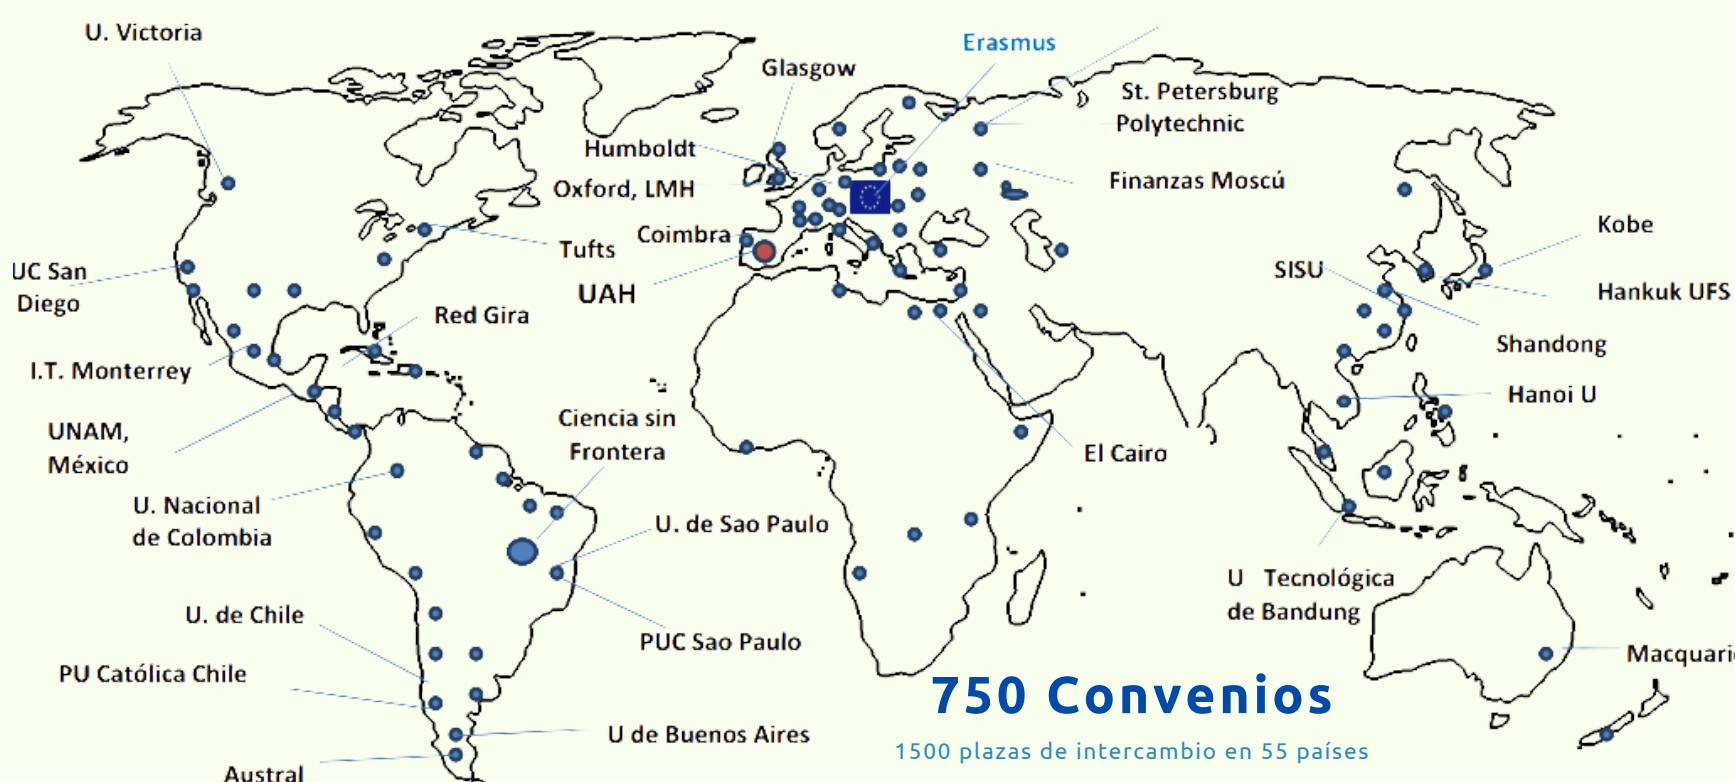 U. Victoria
Erasmus
Glasgow
St. Petersburg
Polytechnic
Humboldt
Oxford, LMH
Finanzas Moscú
Coimbra
Tufts
Kobe
UC San
Diego
SISU
UAH
Hankuk UFS
Red Gira
Shandong
I.T. Monterrey
Hanoi U
Ciencia sin
Frontera
UNAM,
México
El Cairo
U. Nacional
de Colombia
U. de Sao Paulo
U Tecnológica
de Bandung
U. de Chile
PUC Sao Paulo
Macquari
PU Católica Chile
750 Convenios
U de Buenos Aires
1500 plazas de intercambio en 55 países
Austral